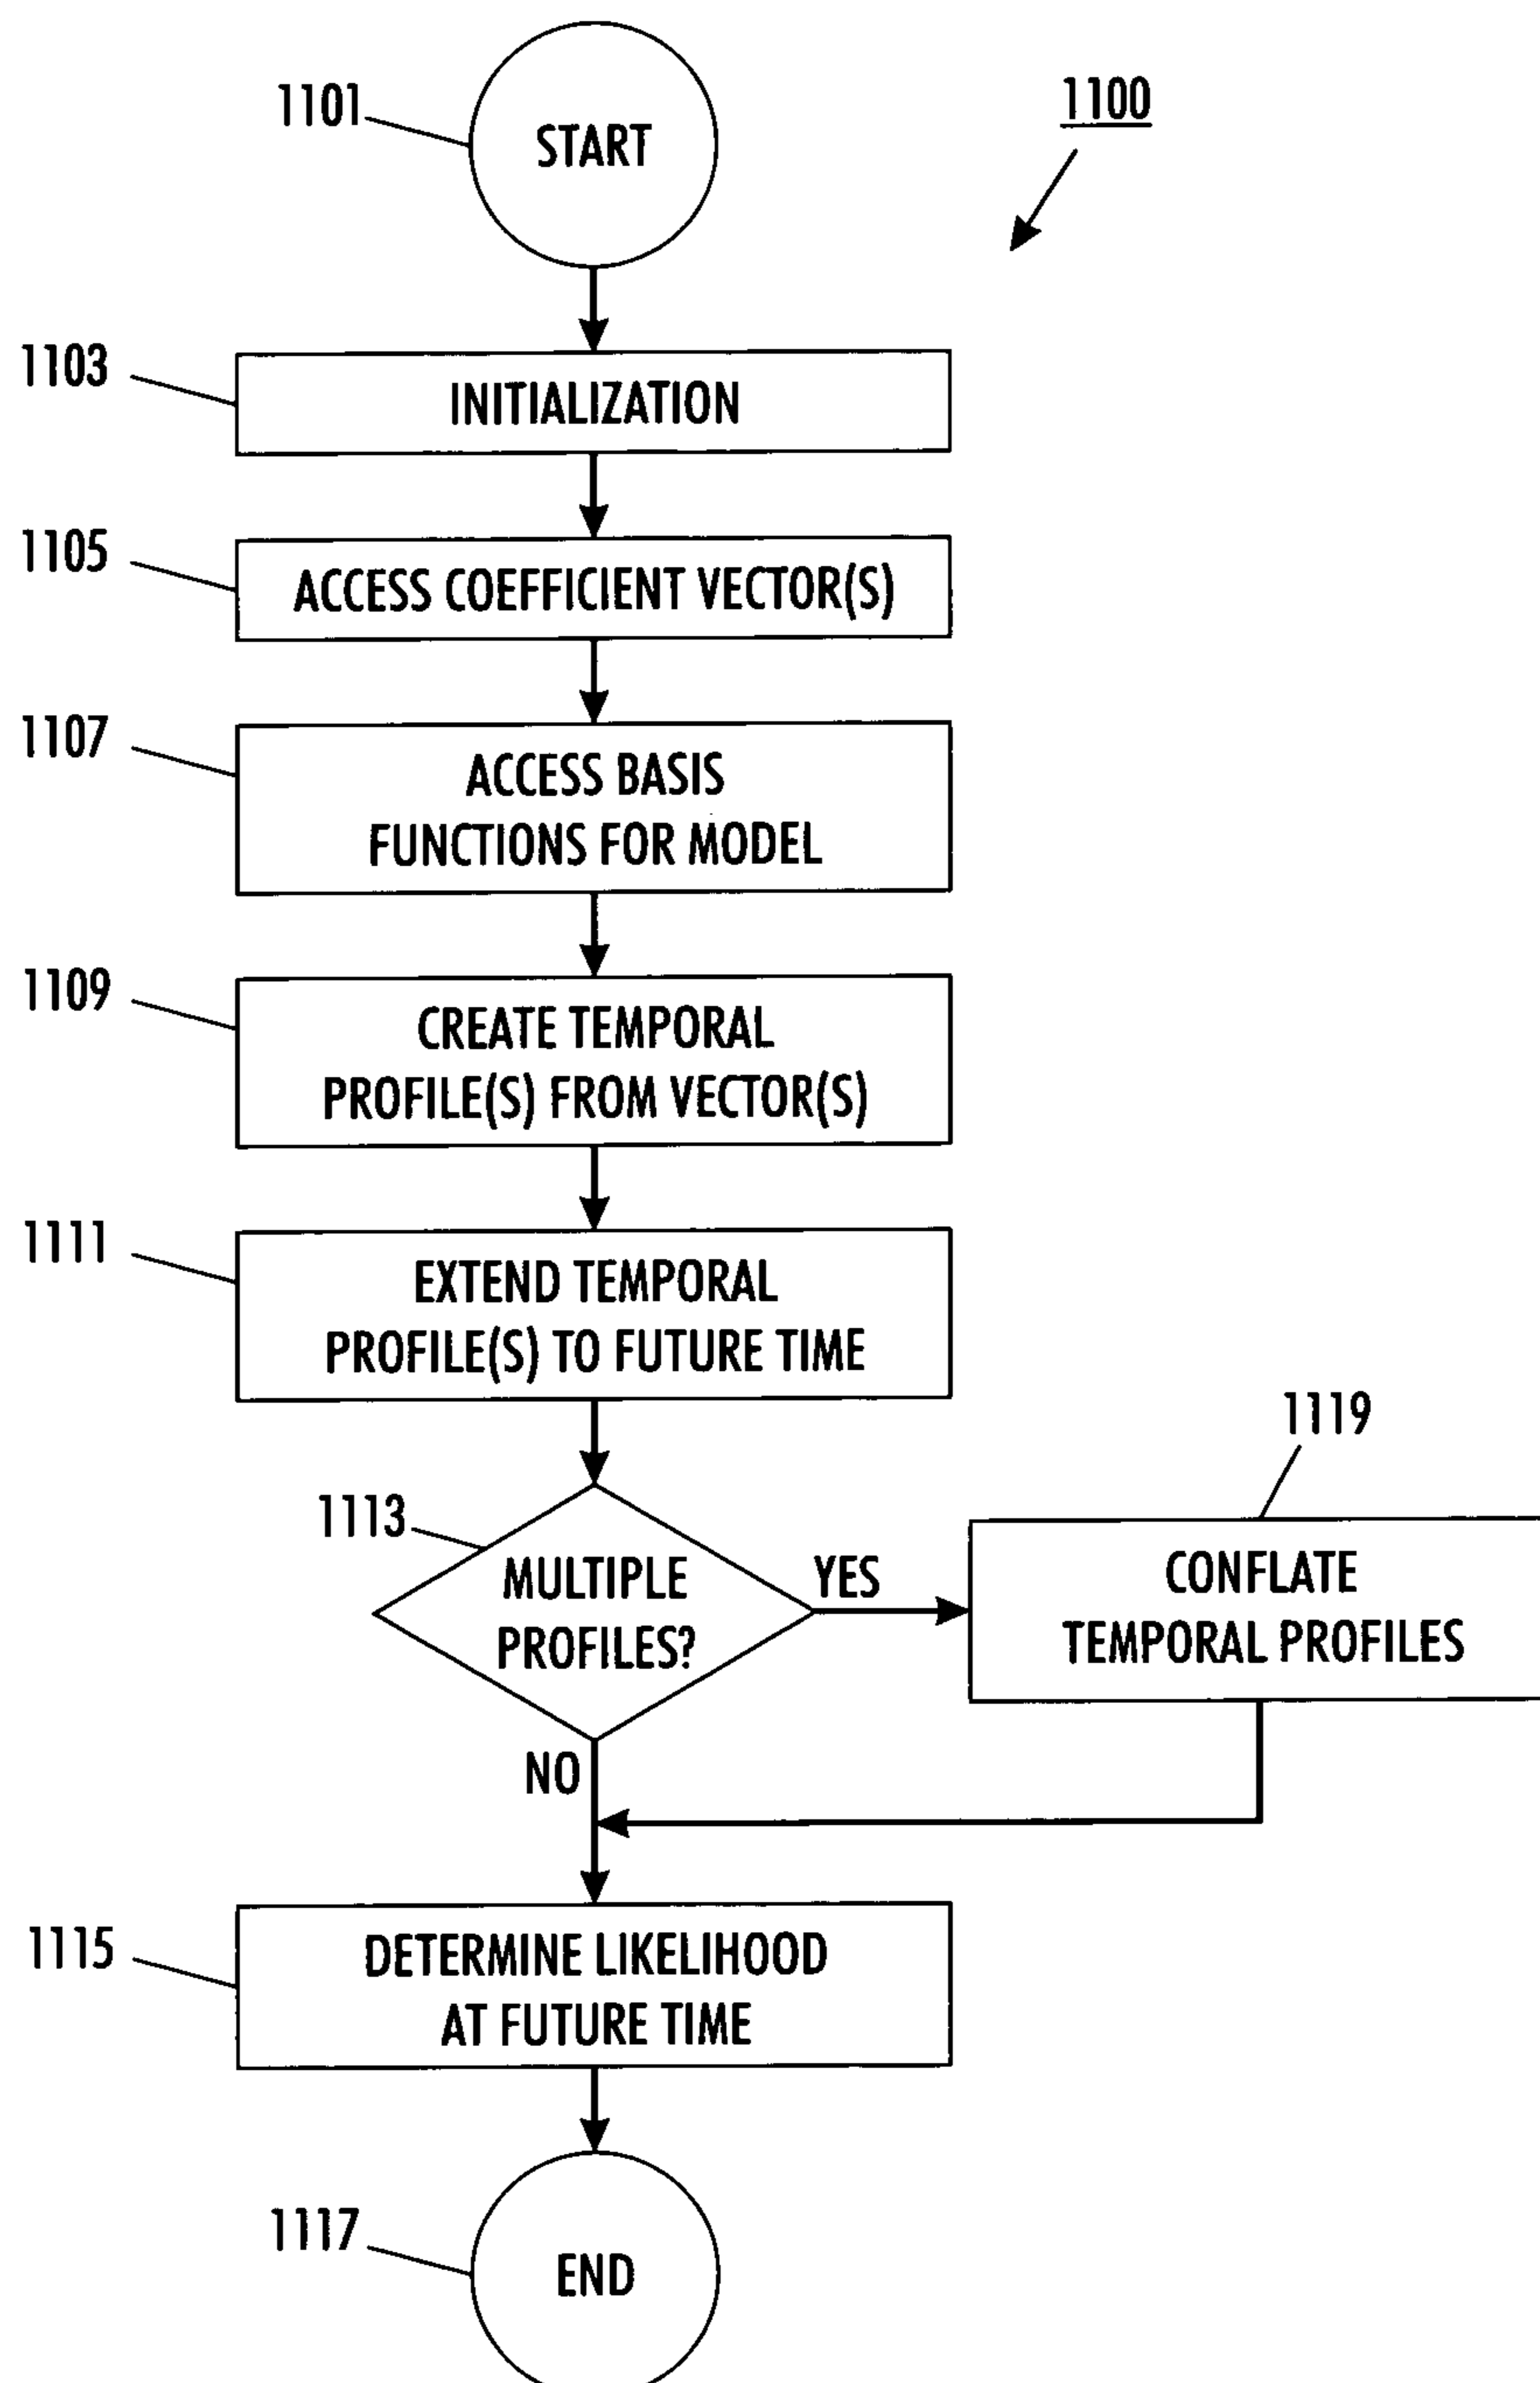 1100
1101
START
1103
INITIALIZATION
1105
ACCESS COEFFICIENT VECTOR(S)
1107
ACCESS BASIS
FUNCTIONS FOR MODEL
1109
CREATE TEMPORAL
PROFILE(S) FROM VECTOR(S)
1111
EXTEND TEMPORAL
PROFILE(S) TO FUTURE TIME
1113
MULTIPLE
PROFILES?
YES
1119
CONFLATE
TEMPORAL PROFILES
NO
1115
DETERMINE LIKELIHOOD
AT FUTURE TIME
1117
END